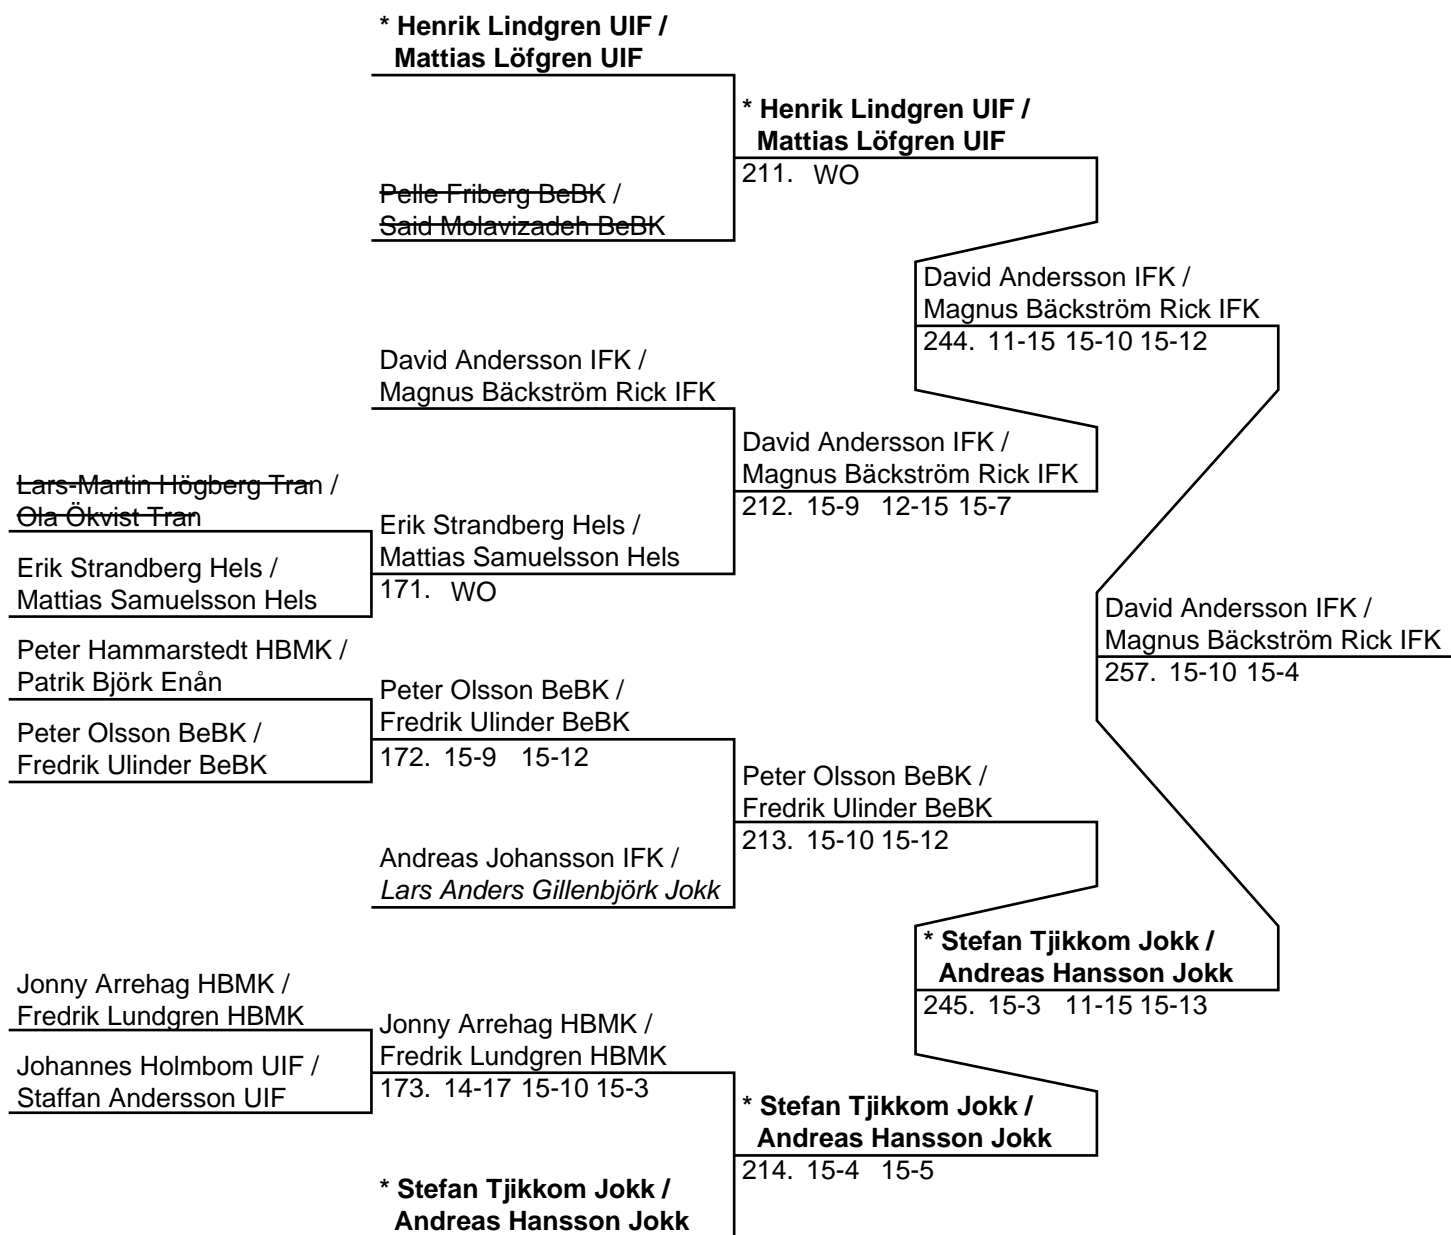 * Henrik Lindgren UIF /
Mattias Löfgren UIF
* Henrik Lindgren UIF /
Mattias Löfgren UIF
211. WO
Pelle Friberg BeBK /
Said Molavizadeh BeBK
David Andersson IFK /
Magnus Bäckström Rick IFK
244. 11-15 15-10 15-12
David Andersson IFK /
Magnus Bäckström Rick IFK
David Andersson IFK /
Magnus Bäckström Rick IFK
212. 15-9 12-15 15-7
Lars-Martin Högberg Tran /
Ola Ökvist Tran
Erik Strandberg Hels /
Mattias Samuelsson Hels
171. WO
Erik Strandberg Hels /
Mattias Samuelsson Hels
David Andersson IFK /
Magnus Bäckström Rick IFK
257. 15-10 15-4
Peter Hammarstedt HBMK /
Patrik Björk Enån
Peter Olsson BeBK /
Fredrik Ulinder BeBK
172. 15-9 15-12
Peter Olsson BeBK /
Fredrik Ulinder BeBK
Peter Olsson BeBK /
Fredrik Ulinder BeBK
213. 15-10 15-12
Andreas Johansson IFK /
Lars Anders Gillenbjörk Jokk
* Stefan Tjikkom Jokk /
Andreas Hansson Jokk
245. 15-3 11-15 15-13
Jonny Arrehag HBMK /
Fredrik Lundgren HBMK
Jonny Arrehag HBMK /
Fredrik Lundgren HBMK
173. 14-17 15-10 15-3
Johannes Holmbom UIF /
Staffan Andersson UIF
* Stefan Tjikkom Jokk /
Andreas Hansson Jokk
214. 15-4 15-5
* Stefan Tjikkom Jokk /
Andreas Hansson Jokk